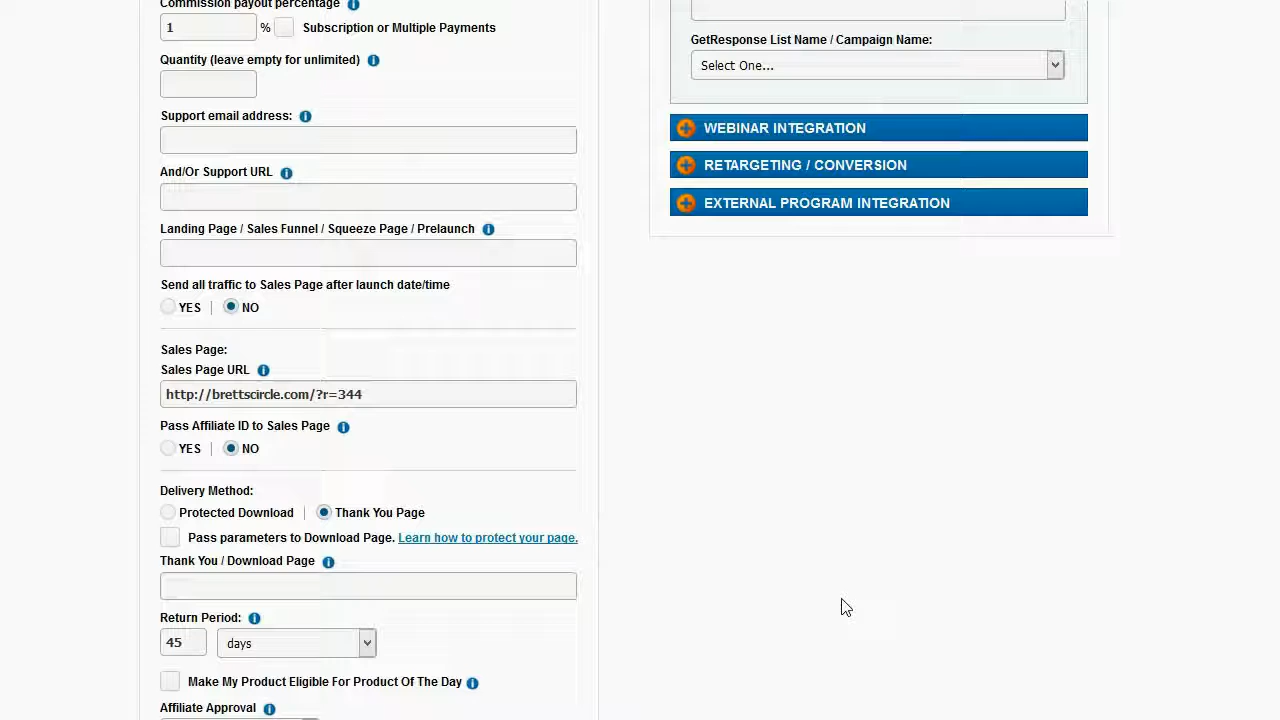 Commission payout percentage
1 % Subscription or Multiple Payments
Quantity (leave empty for unlimited)
Support email address:
And/Or Support URL
Landing Page / Sales Funnel / Squeeze Page / Prelaunch
Send all traffic to Sales Page after launch date/time
YES | NO
Sales Page:
Sales Page URL
http://brettscircle.com/?r=344
Pass Affiliate ID to Sales Page
YES | NO
Delivery Method:
Protected Download | Thank You Page
Pass parameters to Download Page. Learn how to protect your page.
Thank You / Download Page
Return Period:
45 days
Make My Product Eligible For Product Of The Day
Affiliate Approval
GetResponse List Name / Campaign Name:
Select One...
WEBINAR INTEGRATION
RETARGETING / CONVERSION
EXTERNAL PROGRAM INTEGRATION